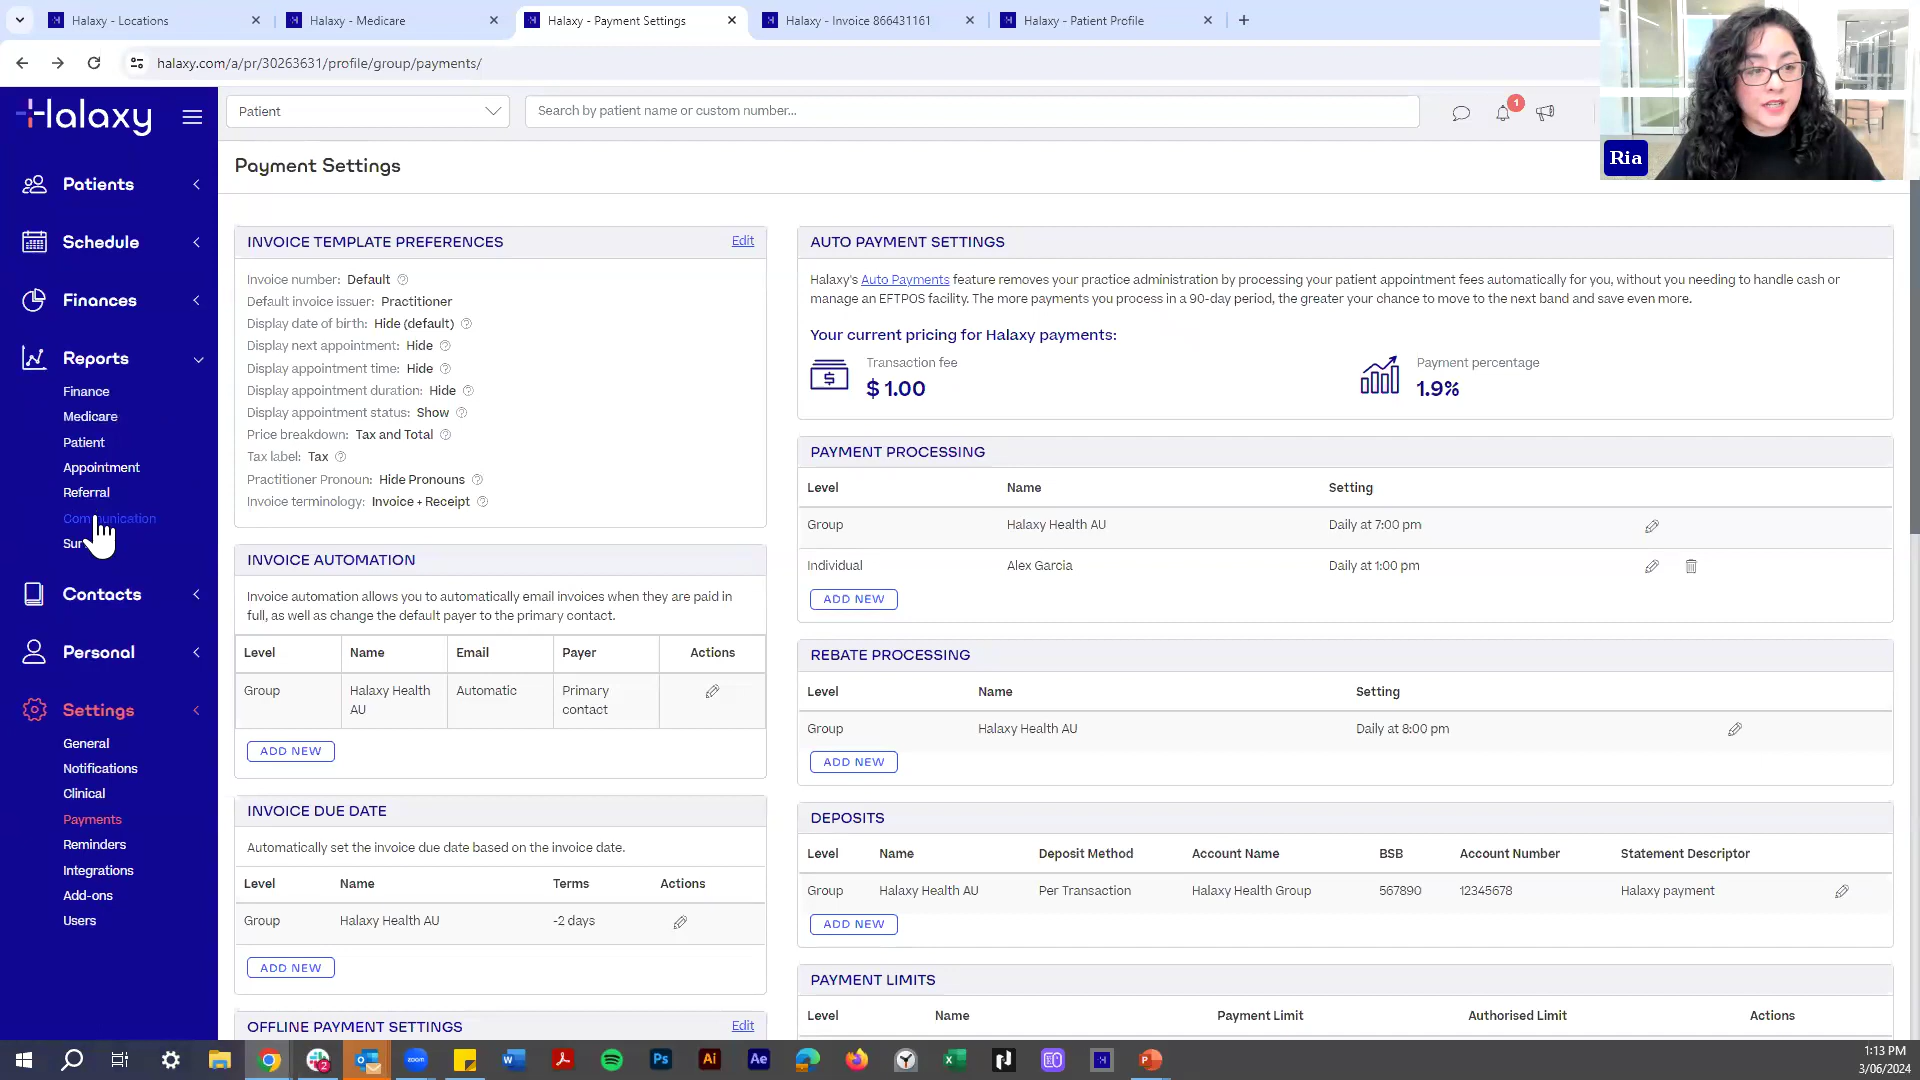 Halaxy - Locations
Halaxy - Medicare
Halaxy - Payment Settings
Halaxy - Invoice 866431161
Halaxy - Patient Profile
halaxy.com/a/pr/30263631/profile/group/payments/
Halaxy
Patient
Search by patient name or custom number...
1
Ria
Patients
Schedule
Finances
Reports
Finance
Medicare
Patient
Appointment
Referral
Contacts
Personal
Settings
General
Notifications
Clinical
Payments
Reminders
Integrations
Add-ons
Users
Payment Settings
INVOICE TEMPLATE PREFERENCES
Edit
Invoice number: Default
Default invoice issuer: Practitioner
Display date of birth: Hide (default)
Display next appointment: Hide
Display appointment time: Hide
Display appointment duration: Hide
Display appointment status: Show
Price breakdown: Tax and Total
Tax label: Tax
Practitioner Pronoun: Hide Pronouns
Invoice terminology: Invoice + Receipt
INVOICE AUTOMATION
Invoice automation allows you to automatically email invoices when they are paid in
full, as well as change the default payer to the primary contact.
Level Name Email Payer Actions
Group Halaxy Health AU Automatic Primary contact
ADD NEW
INVOICE DUE DATE
Automatically set the invoice due date based on the invoice date.
Level Name Terms Actions
Group Halaxy Health AU -2 days
ADD NEW
OFFLINE PAYMENT SETTINGS
Edit
AUTO PAYMENT SETTINGS
Halaxy's Auto Payments feature removes your practice administration by processing your patient appointment fees automatically for you, without you needing to handle cash or
manage an EFTPOS facility. The more payments you process in a 90-day period, the greater your chance to move to the next band and save even more.
Your current pricing for Halaxy payments:
Transaction fee
$ 1.00
Payment percentage
1.9%
PAYMENT PROCESSING
Level Name Setting
Group Halaxy Health AU Daily at 7:00 pm
Individual Alex Garcia Daily at 1:00 pm
ADD NEW
REBATE PROCESSING
Level Name Setting
Group Halaxy Health AU Daily at 8:00 pm
ADD NEW
DEPOSITS
Level Name Deposit Method Account Name BSB Account Number Statement Descriptor
Group Halaxy Health AU Per Transaction Halaxy Health Group 567890 12345678 Halaxy payment
ADD NEW
PAYMENT LIMITS
Level Name Payment Limit Authorised Limit Actions
2
zoom
Ps
Ai
Ae
1:13 PM
3/06/2024